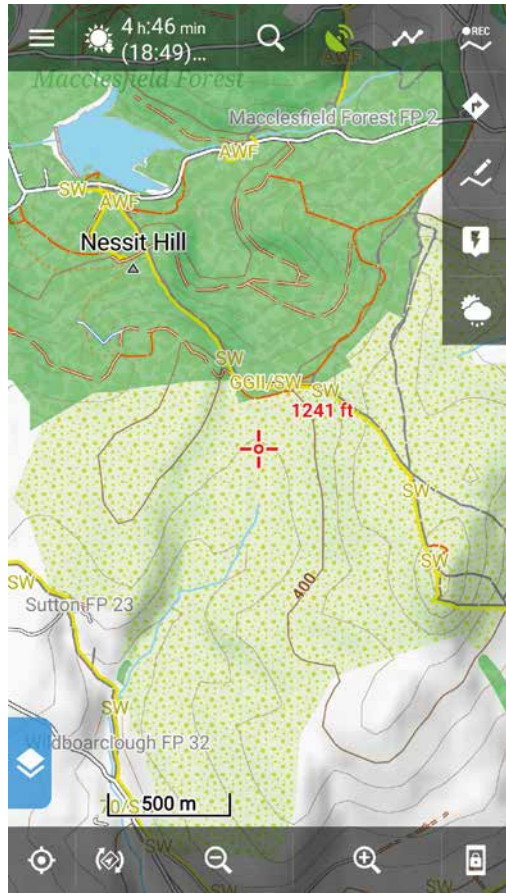 4 h:46 min
(18:49)...
REC
AWF
Macclesfield Forest
Macclesfield Forest FP 2
AWF
SW
AWF
Nessit Hill
SW
GGII/SW
SW
1241 ft
SW
400
SW
SW
Sutton FP 23
SW
Wildboarclough FP 32
500 m
SW
SW